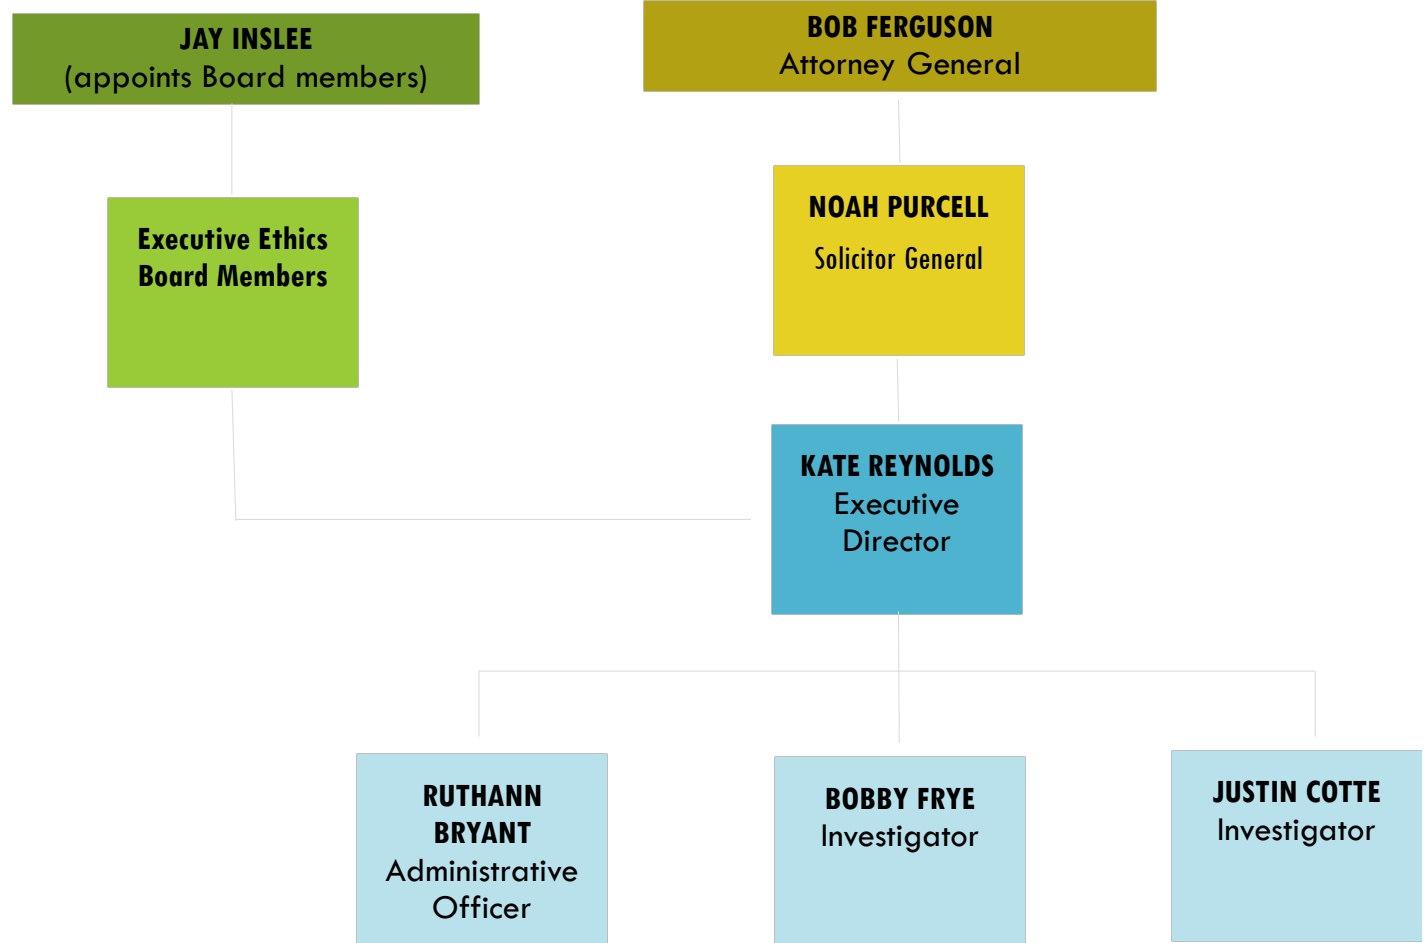 JAY INSLEE
(appoints Board members)
BOB FERGUSON
Attorney General
Executive Ethics
Board Members
NOAH PURCELL
Solicitor General
KATE REYNOLDS
Executive
Director
RUTHANN
BRYANT
Administrative
Officer
BOBBY FRYE
Investigator
JUSTIN COTTE
Investigator